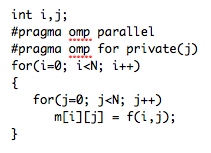 int i,j;
#pragma omp parallel
#pragma omp for private(j)
for(i=0; i<N; i++)
{
    for(j=0; j<N; j++)
        m[i][j] = f(i,j);
}